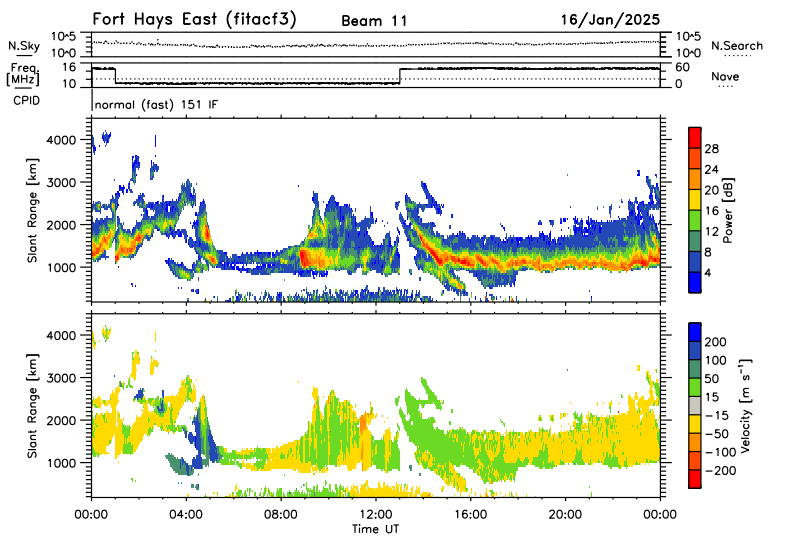 Fort Hays East (fitacf3) Beam 11 16/Jan/2025
N.Sky 10^5 10^0 10^5 10^0 N.Search
Freq. [MHz] 16 10 60 0 Nave
CPID normal (fast) 151 IF
Slant Range [km] 4000 3000 2000 1000
28 24 20 16 12 8 4 Power [dB]
Slant Range [km] 4000 3000 2000 1000
200 100 50 15 −15 −50 −100 −200 Velocity [m s⁻¹]
00:00 04:00 08:00 12:00 16:00 20:00 00:00
Time UT